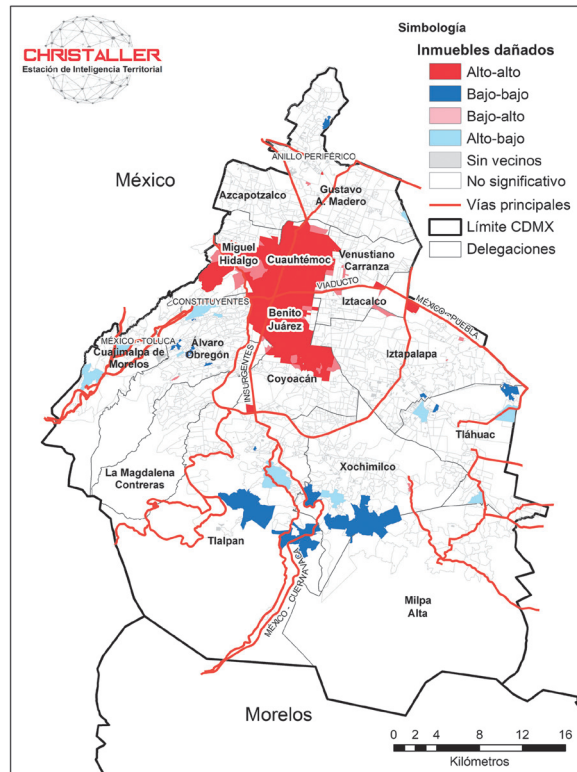 CHRISTALLER
Estación de Inteligencia Territorial
Simbología
Inmuebles dañados
Alto-alto
Bajo-bajo
Bajo-alto
Alto-bajo
Sin vecinos
No significativo
Vías principales
Límite CDMX
Delegaciones
México
ANILLO PERIFÉRICO
Azcapotzalco
Gustavo
A. Madero
Miguel
Hidalgo
Cuauhtémoc
Venustiano
Carranza
VIADUCTO
CONSTITUYENTES
Iztacalco
MÉXICO - PUEBLA
Benito
Juárez
MÉXICO - TOLUCA
Cuajimalpa de
Morelos
Álvaro
Obregón
INSURGENTES
Iztapalapa
Coyoacán
Tláhuac
La Magdalena
Contreras
Xochimilco
Tlalpan
MÉXICO - CUERNAVACA
Milpa
Alta
Morelos
0 2 4 8 12 16
Kilómetros